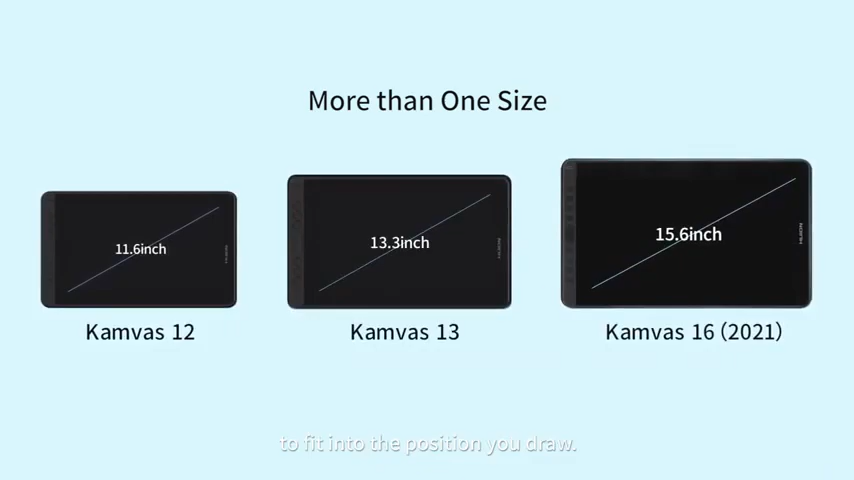 More than One Size
11.6inch
13.3inch
15.6inch
HUION
Kamvas 12
Kamvas 13
Kamvas 16 (2021)
to fit into the position you draw.